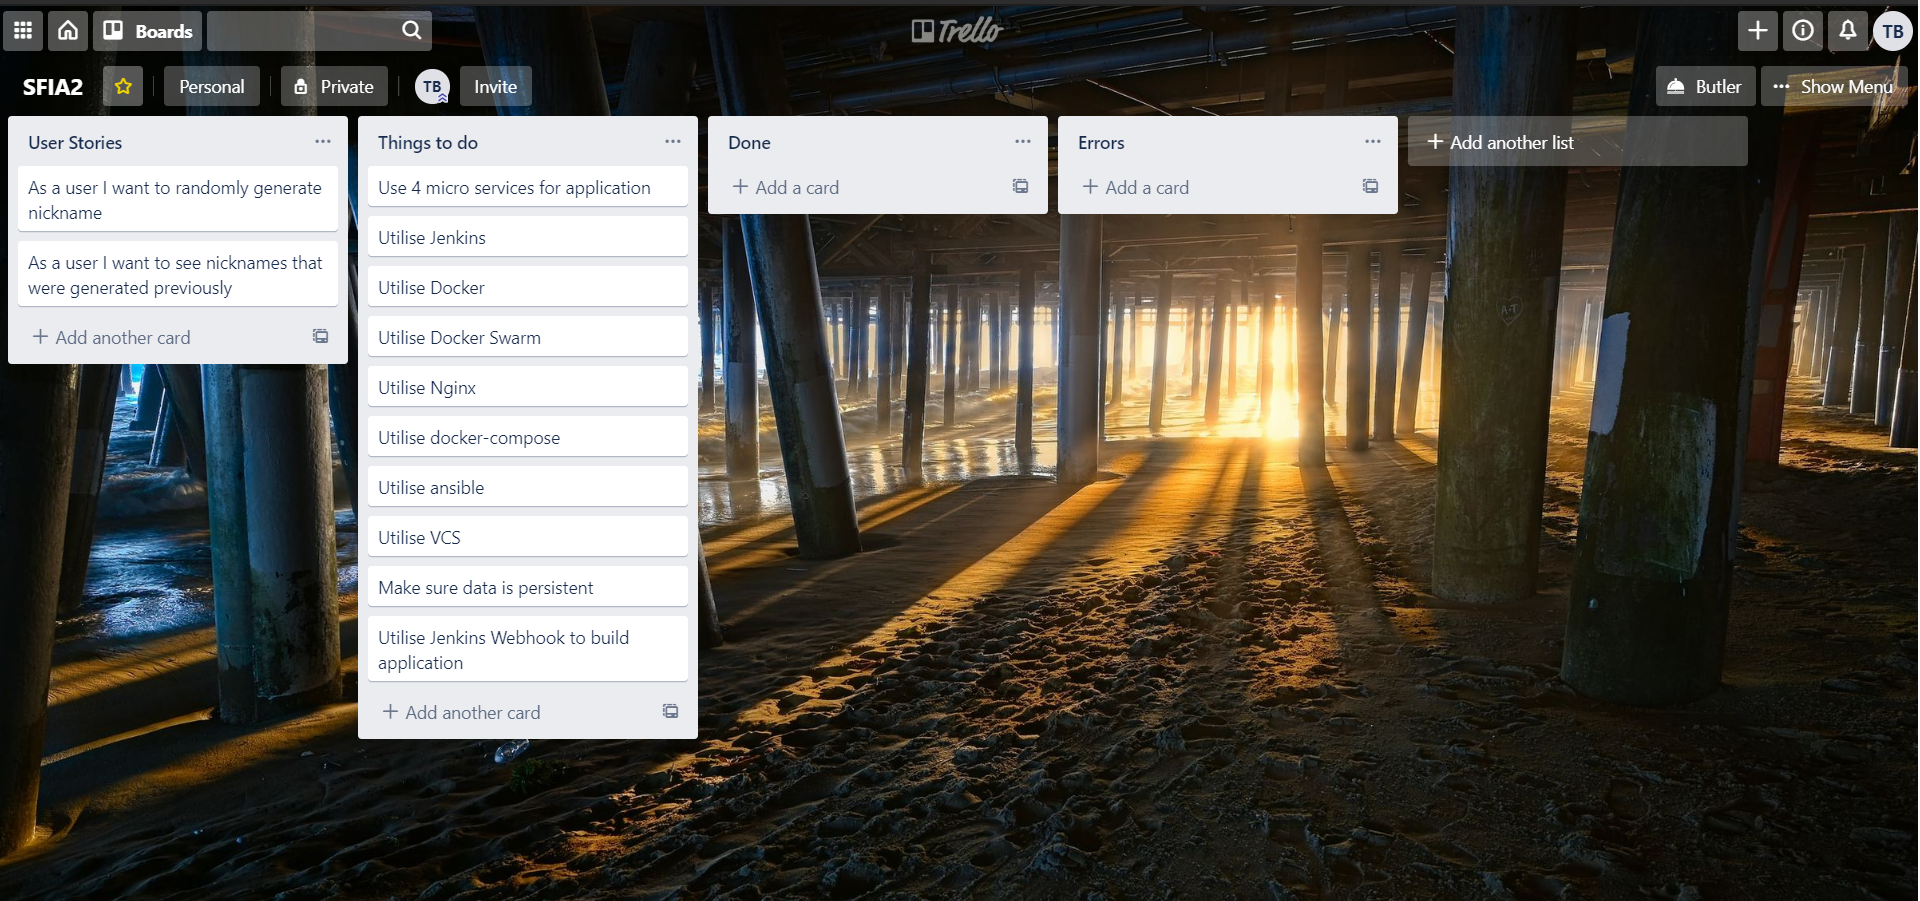 Boards
Trello
TB
SFIA2
Personal
Private
TB
Invite
Butler
Show Menu
User Stories
As a user I want to randomly generate
nickname
As a user I want to see nicknames that
were generated previously
Add another card
Things to do
Use 4 micro services for application
Utilise Jenkins
Utilise Docker
Utilise Docker Swarm
Utilise Nginx
Utilise docker-compose
Utilise ansible
Utilise VCS
Make sure data is persistent
Utilise Jenkins Webhook to build
application
Add another card
Done
Add a card
Errors
Add a card
Add another list
A+T